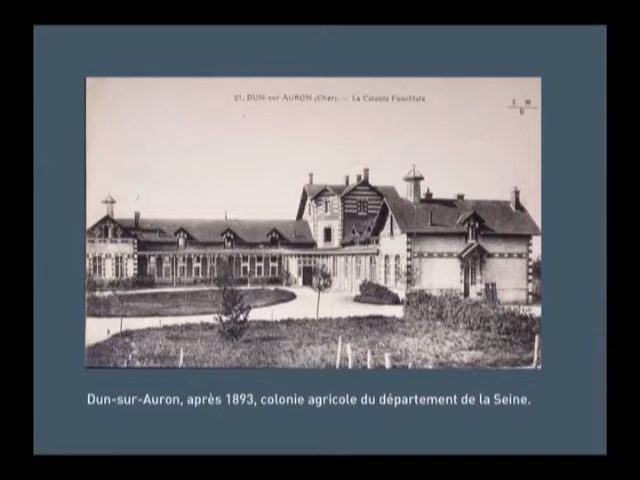 21. DUN-sur-AURON (Cher). — La Colonie Familiale
E M
B
Dun-sur-Auron, après 1893, colonie agricole du département de la Seine.